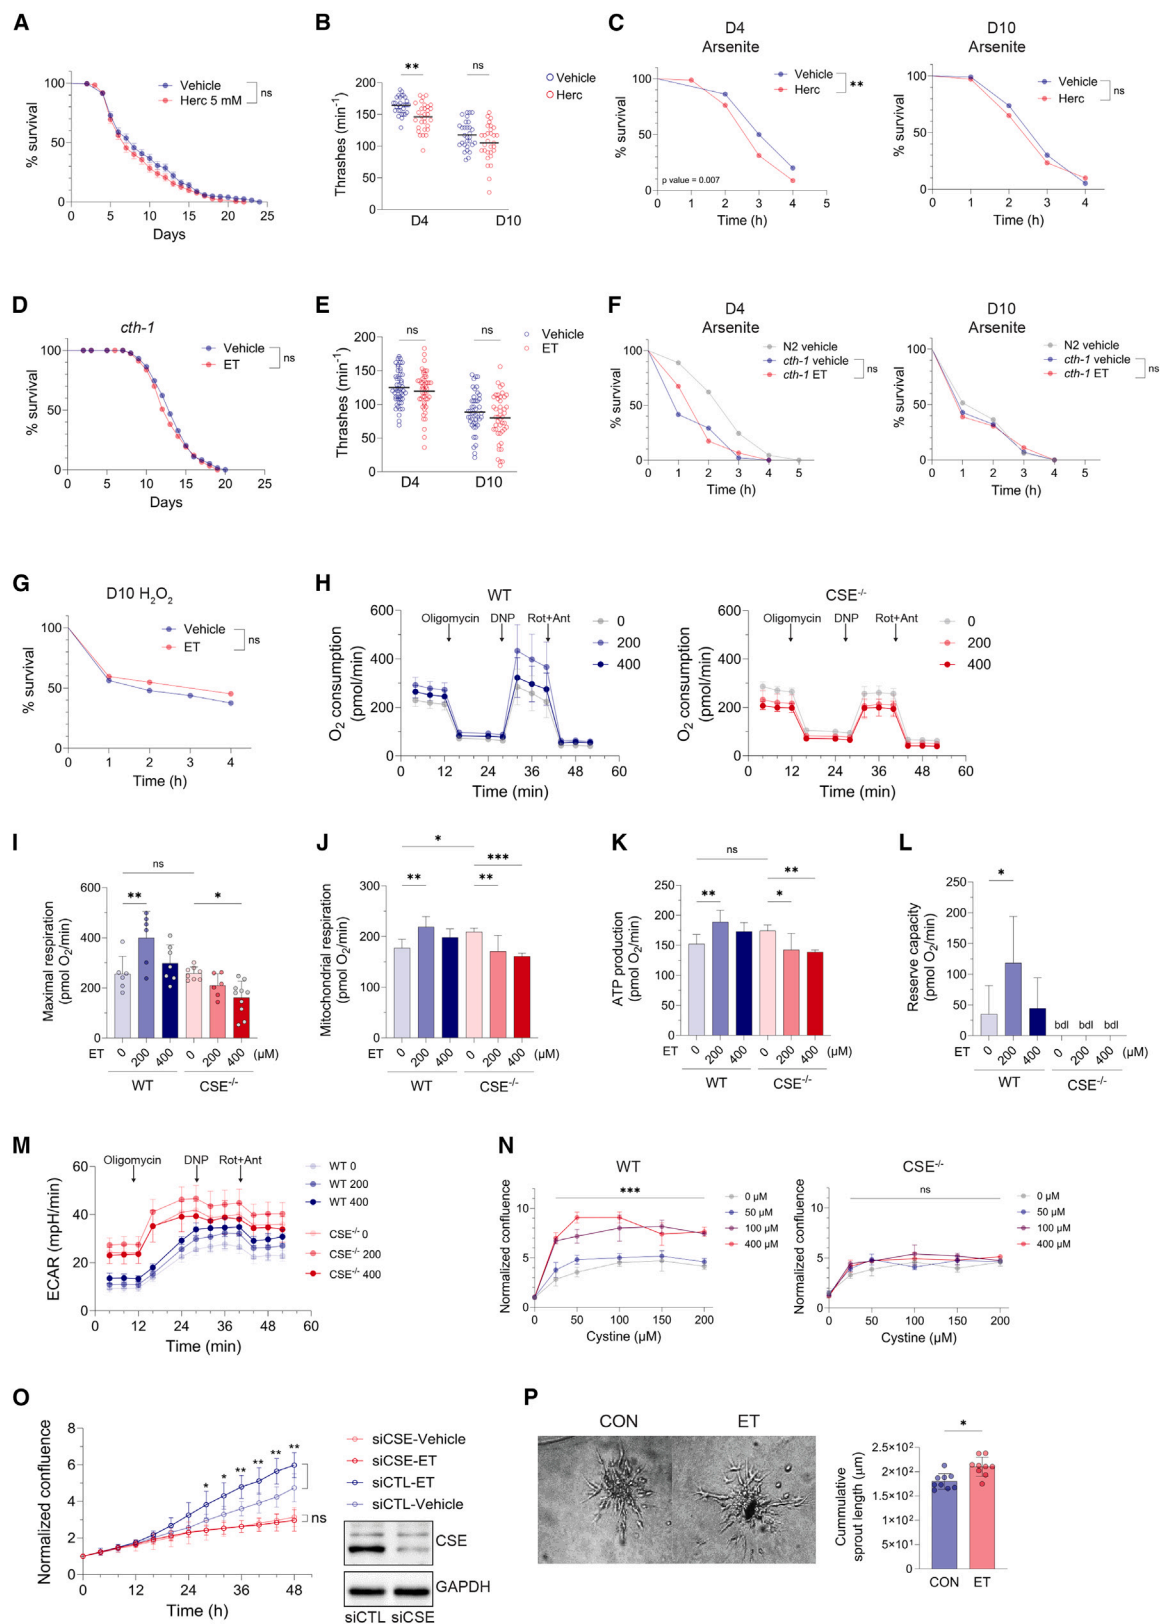 A
% survival
100
50
0
0 5 10 15 20 25
Days
Vehicle
Herc 5 mM
ns
B
Thrashes (min-1)
200
150
100
50
0
** ns
D4 D10
Vehicle
Herc
C
D4
Arsenite
% survival
100
50
0
p value = 0.007
0 1 2 3 4 5
Time (h)
Vehicle
Herc
**
D10
Arsenite
% survival
100
50
0
0 1 2 3 4
Time (h)
Vehicle
Herc
ns
D
cth-1
% survival
100
50
0
0 5 10 15 20 25
Days
Vehicle
ET
ns
E
Thrashes (min-1)
200
150
100
50
0
ns ns
D4 D10
Vehicle
ET
F
D4
Arsenite
% survival
100
50
0
0 1 2 3 4 5
Time (h)
N2 vehicle
cth-1 vehicle
cth-1 ET
ns
D10
Arsenite
% survival
100
50
0
0 1 2 3 4 5
Time (h)
N2 vehicle
cth-1 vehicle
cth-1 ET
ns
G
D10 H2O2
% survival
100
50
0
0 1 2 3 4
Time (h)
Vehicle
ET
ns
H
WT
O2 consumption
(pmol/min)
600
400
200
0
Oligomycin DNP Rot+Ant
0 12 24 36 48 60
Time (min)
0
200
400
CSE-/-
O2 consumption
(pmol/min)
600
400
200
0
Oligomycin DNP Rot+Ant
0 12 24 36 48 60
Time (min)
0
200
400
I
Maximal respiration
(pmol O2/min)
600
400
200
0
ns
** *
ET 0 200 400 0 200 400 (μM)
WT CSE-/-
J
Mitochondrial respiration
(pmol O2/min)
300
200
100
0
*
***
** **
ET 0 200 400 0 200 400 (μM)
WT CSE-/-
K
ATP production
(pmol O2/min)
250
200
150
100
50
0
ns
**
** *
ET 0 200 400 0 200 400 (μM)
WT CSE-/-
L
Reserve capacity
(pmol O2/min)
250
200
150
100
50
0
*
bdl bdl bdl
ET 0 200 400 0 200 400 (μM)
WT CSE-/-
M
ECAR (mpH/min)
60
40
20
0
Oligomycin DNP Rot+Ant
0 12 24 36 48 60
Time (min)
WT 0
WT 200
WT 400
CSE-/- 0
CSE-/- 200
CSE-/- 400
N
WT
Normalized confluence
10
5
0
***
0 50 100 150 200
Cystine (μM)
0 μM
50 μM
100 μM
400 μM
CSE-/-
Normalized confluence
10
5
0
ns
0 50 100 150 200
Cystine (μM)
0 μM
50 μM
100 μM
400 μM
O
Normalized confluence
8
6
4
2
0
* * ** ** ** **
ns
0 12 24 36 48
Time (h)
siCSE-Vehicle
siCSE-ET
siCTL-ET
siCTL-Vehicle
CSE
GAPDH
siCTL siCSE
P
CON ET
Cummulative
sprout length (μm)
2.5×10²
2×10²
1.5×10²
1×10²
5×10¹
0
*
CON ET